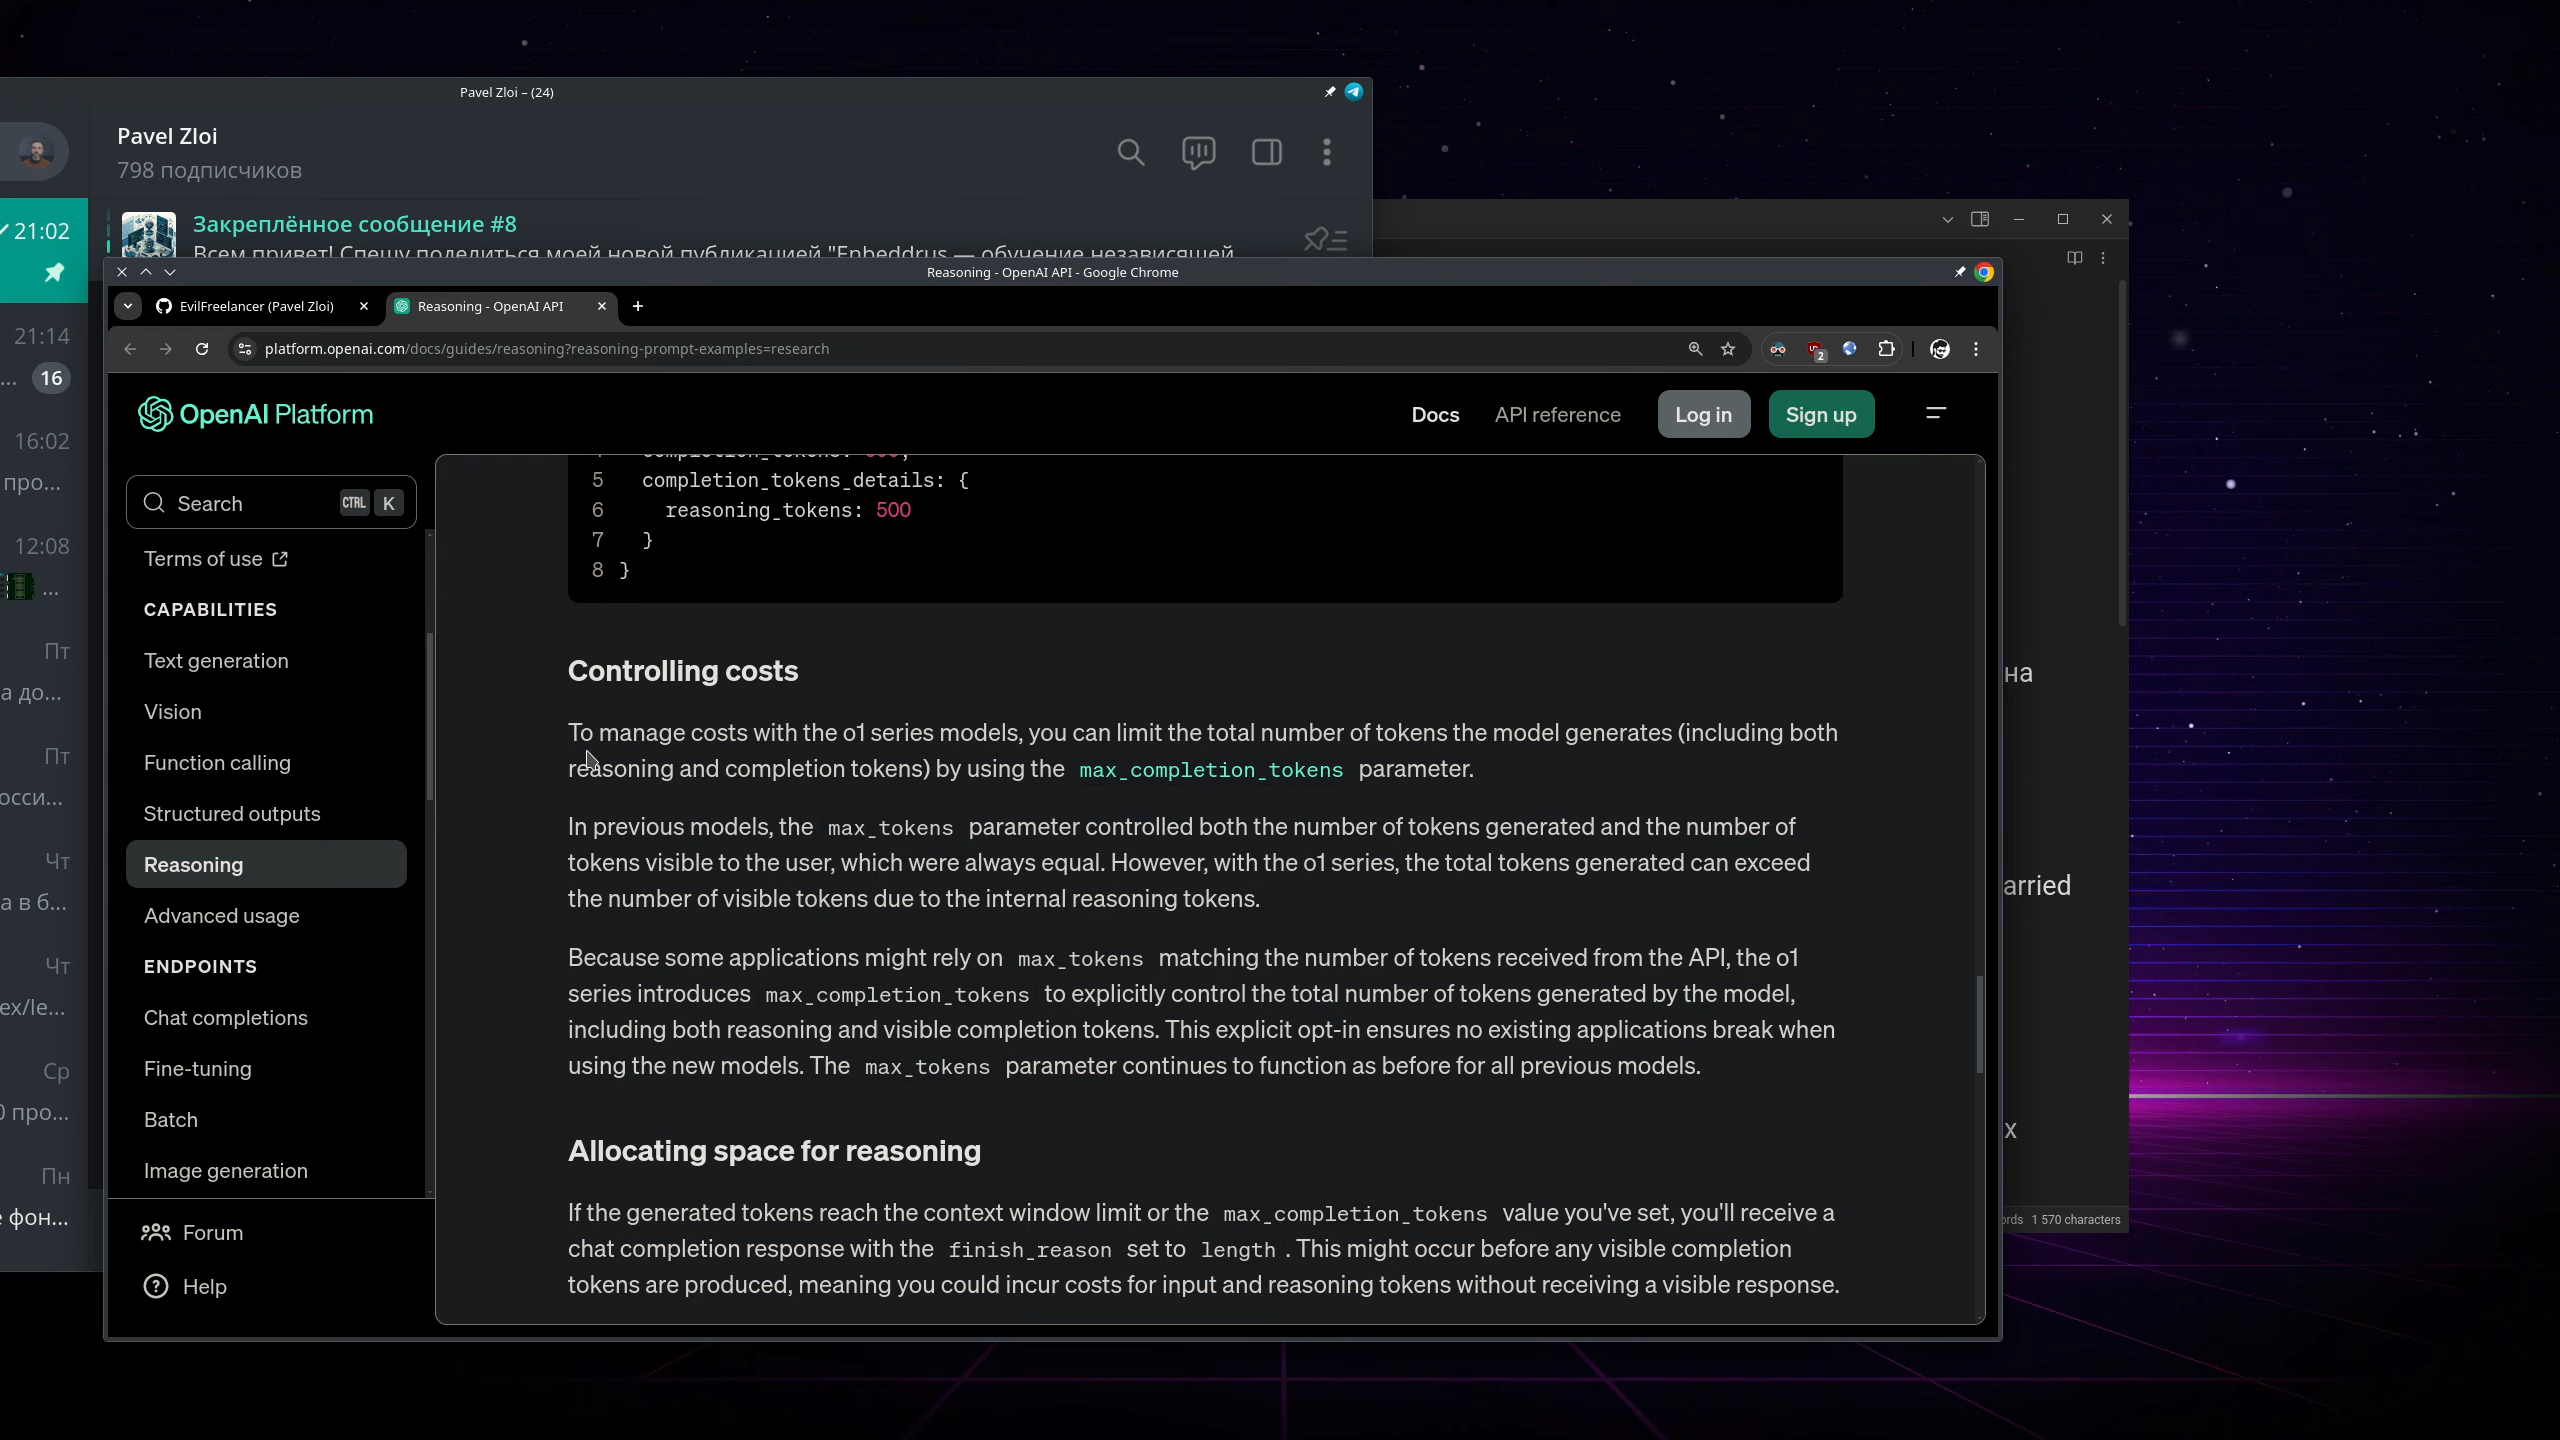 Pavel Zloi – (24)
Pavel Zloi
798 подписчиков
Закреплённое сообщение #8
Всем привет! Спешу поделиться моей новой публикацией "Enbeddrus — обучение независящей
21:02
21:14
... 16
16:02
про...
12:08
...
Пт
а до...
Пт
осси...
Чт
а в б...
Чт
ex/le...
Ср
0 про...
Пн
е фон...
Reasoning - OpenAI API - Google Chrome
EvilFreelancer (Pavel Zloi)
Reasoning - OpenAI API
platform.openai.com/docs/guides/reasoning?reasoning-prompt-examples=research
2
OpenAI Platform
Docs
API reference
Log in
Sign up
Search CTRL K
Terms of use
CAPABILITIES
Text generation
Vision
Function calling
Structured outputs
Reasoning
Advanced usage
ENDPOINTS
Chat completions
Fine-tuning
Batch
Image generation
Forum
Help
5 completion_tokens_details: {
6 reasoning_tokens: 500
7 }
8 }
Controlling costs
To manage costs with the o1 series models, you can limit the total number of tokens the model generates (including both
reasoning and completion tokens) by using the max_completion_tokens parameter.
In previous models, the max_tokens parameter controlled both the number of tokens generated and the number of
tokens visible to the user, which were always equal. However, with the o1 series, the total tokens generated can exceed
the number of visible tokens due to the internal reasoning tokens.
Because some applications might rely on max_tokens matching the number of tokens received from the API, the o1
series introduces max_completion_tokens to explicitly control the total number of tokens generated by the model,
including both reasoning and visible completion tokens. This explicit opt-in ensures no existing applications break when
using the new models. The max_tokens parameter continues to function as before for all previous models.
Allocating space for reasoning
If the generated tokens reach the context window limit or the max_completion_tokens value you've set, you'll receive a
chat completion response with the finish_reason set to length . This might occur before any visible completion
tokens are produced, meaning you could incur costs for input and reasoning tokens without receiving a visible response.
на
arried
х
ords 1 570 characters